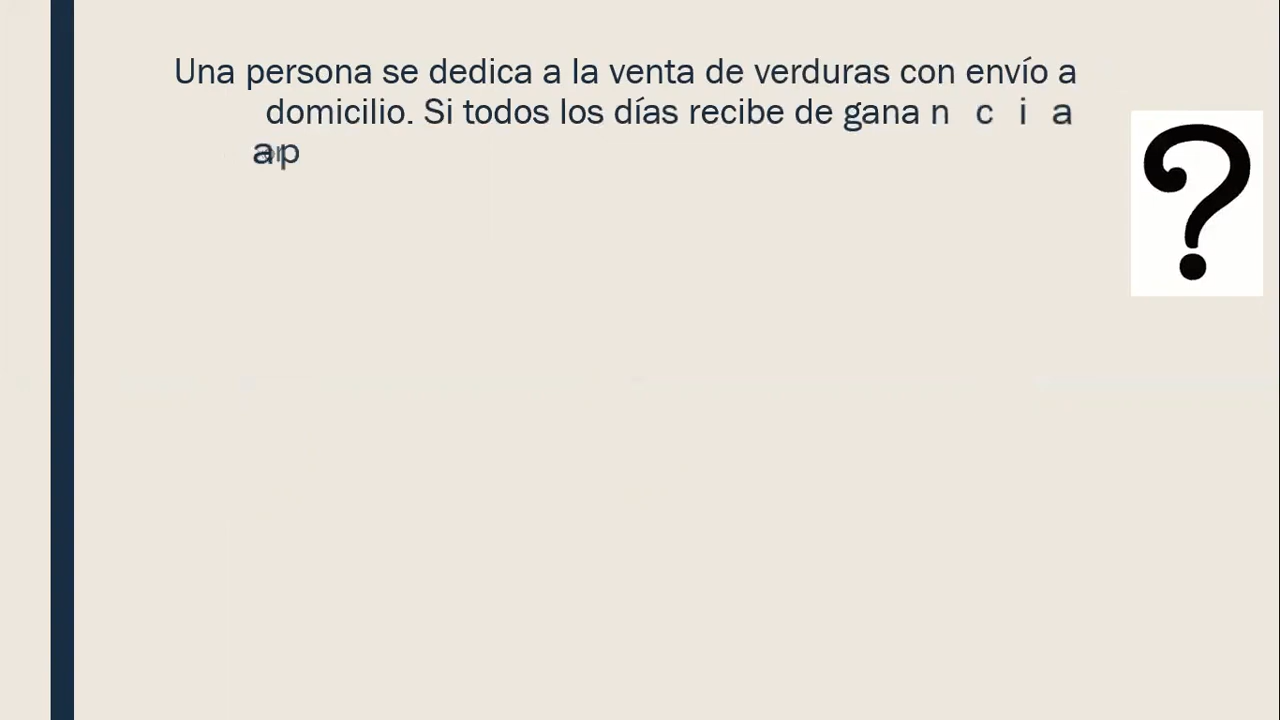 Una persona se dedica a la venta de verduras con envío a
domicilio. Si todos los días recibe de ganancia
?